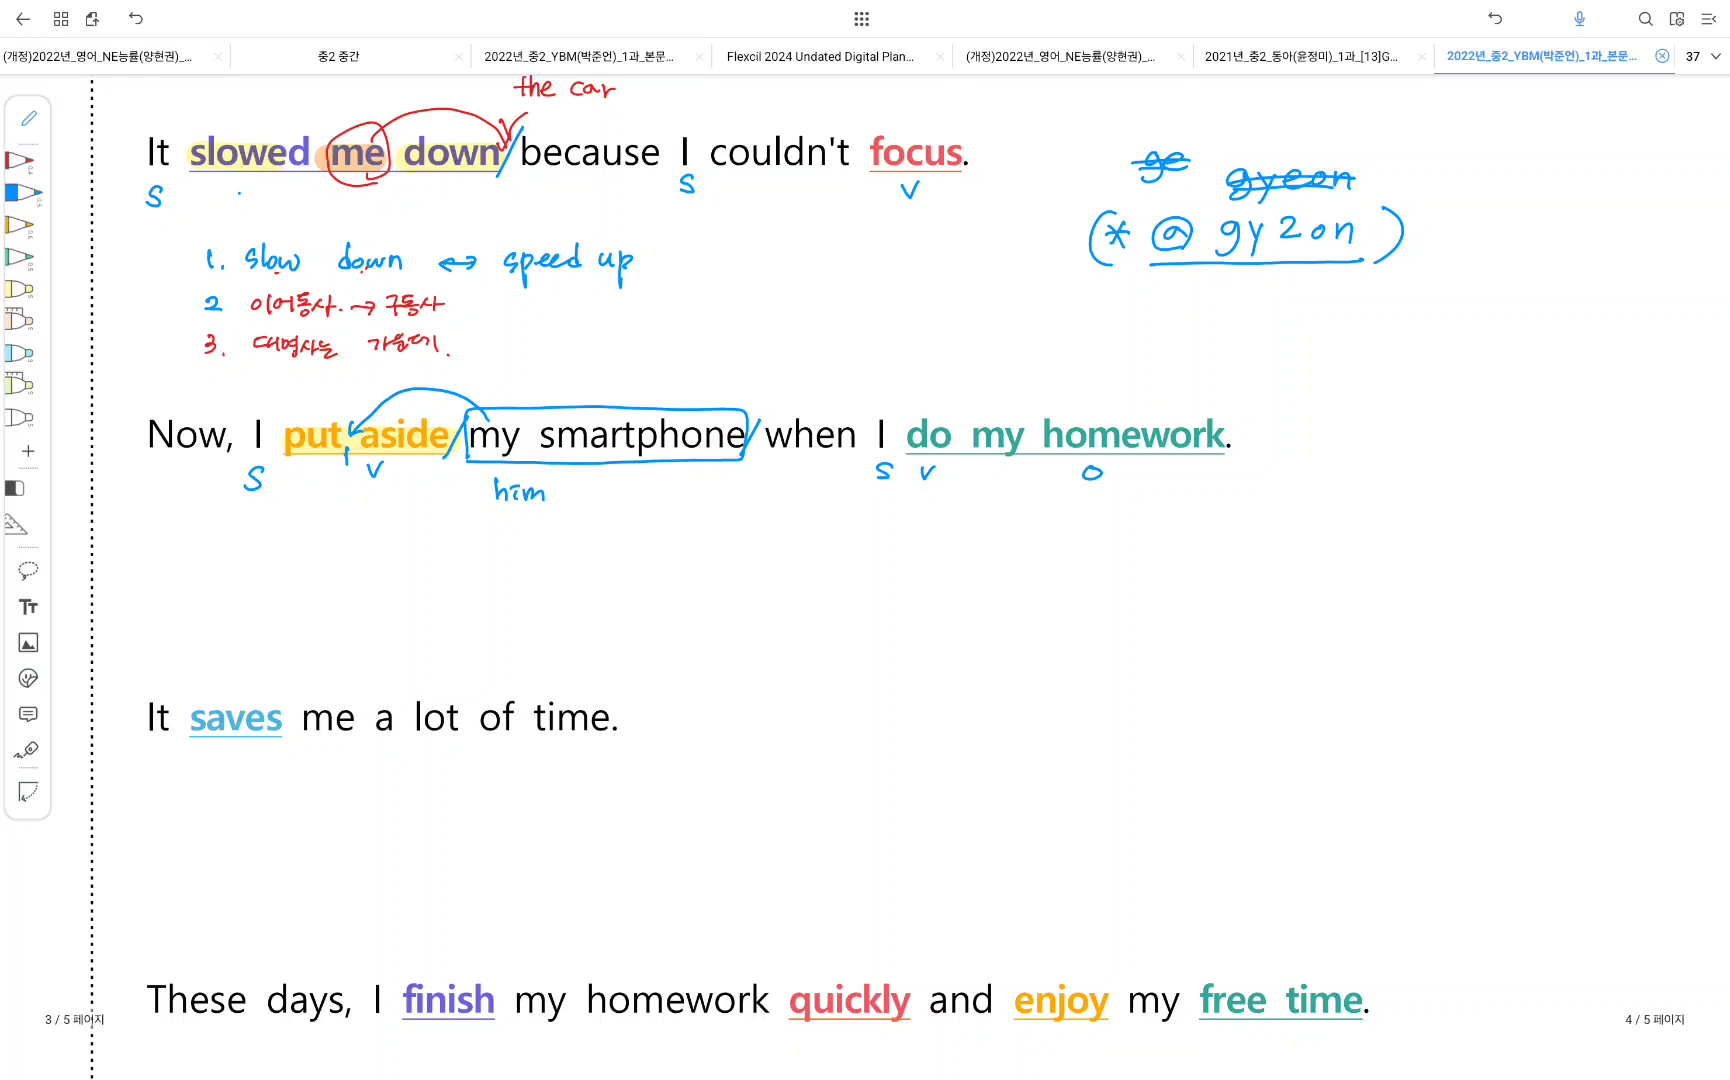 (개정)2022년_영어_NE능률(양현권)_...
중2 중간
2022년_중2_YBM(박준언)_1과_본문...
Flexcil 2024 Undated Digital Plan...
(개정)2022년_영어_NE능률(양현권)_...
2021년_중2_동아(윤정미)_1과_[13]G...
2022년_중2_YBM(박준언)_1과_본문...
37
the car
It slowed me down / because I couldn't focus.
S S V
ge gyeon
(* @ gy2on)
1. slow down ↔ speed up
2 이어동사. → 구동사
3. 대명사는 가운데.
Now, I put aside / my smartphone / when I do my homework.
S V S V O
him
It saves me a lot of time.
These days, I finish my homework quickly and enjoy my free time.
3 / 5 페이지
4 / 5 페이지